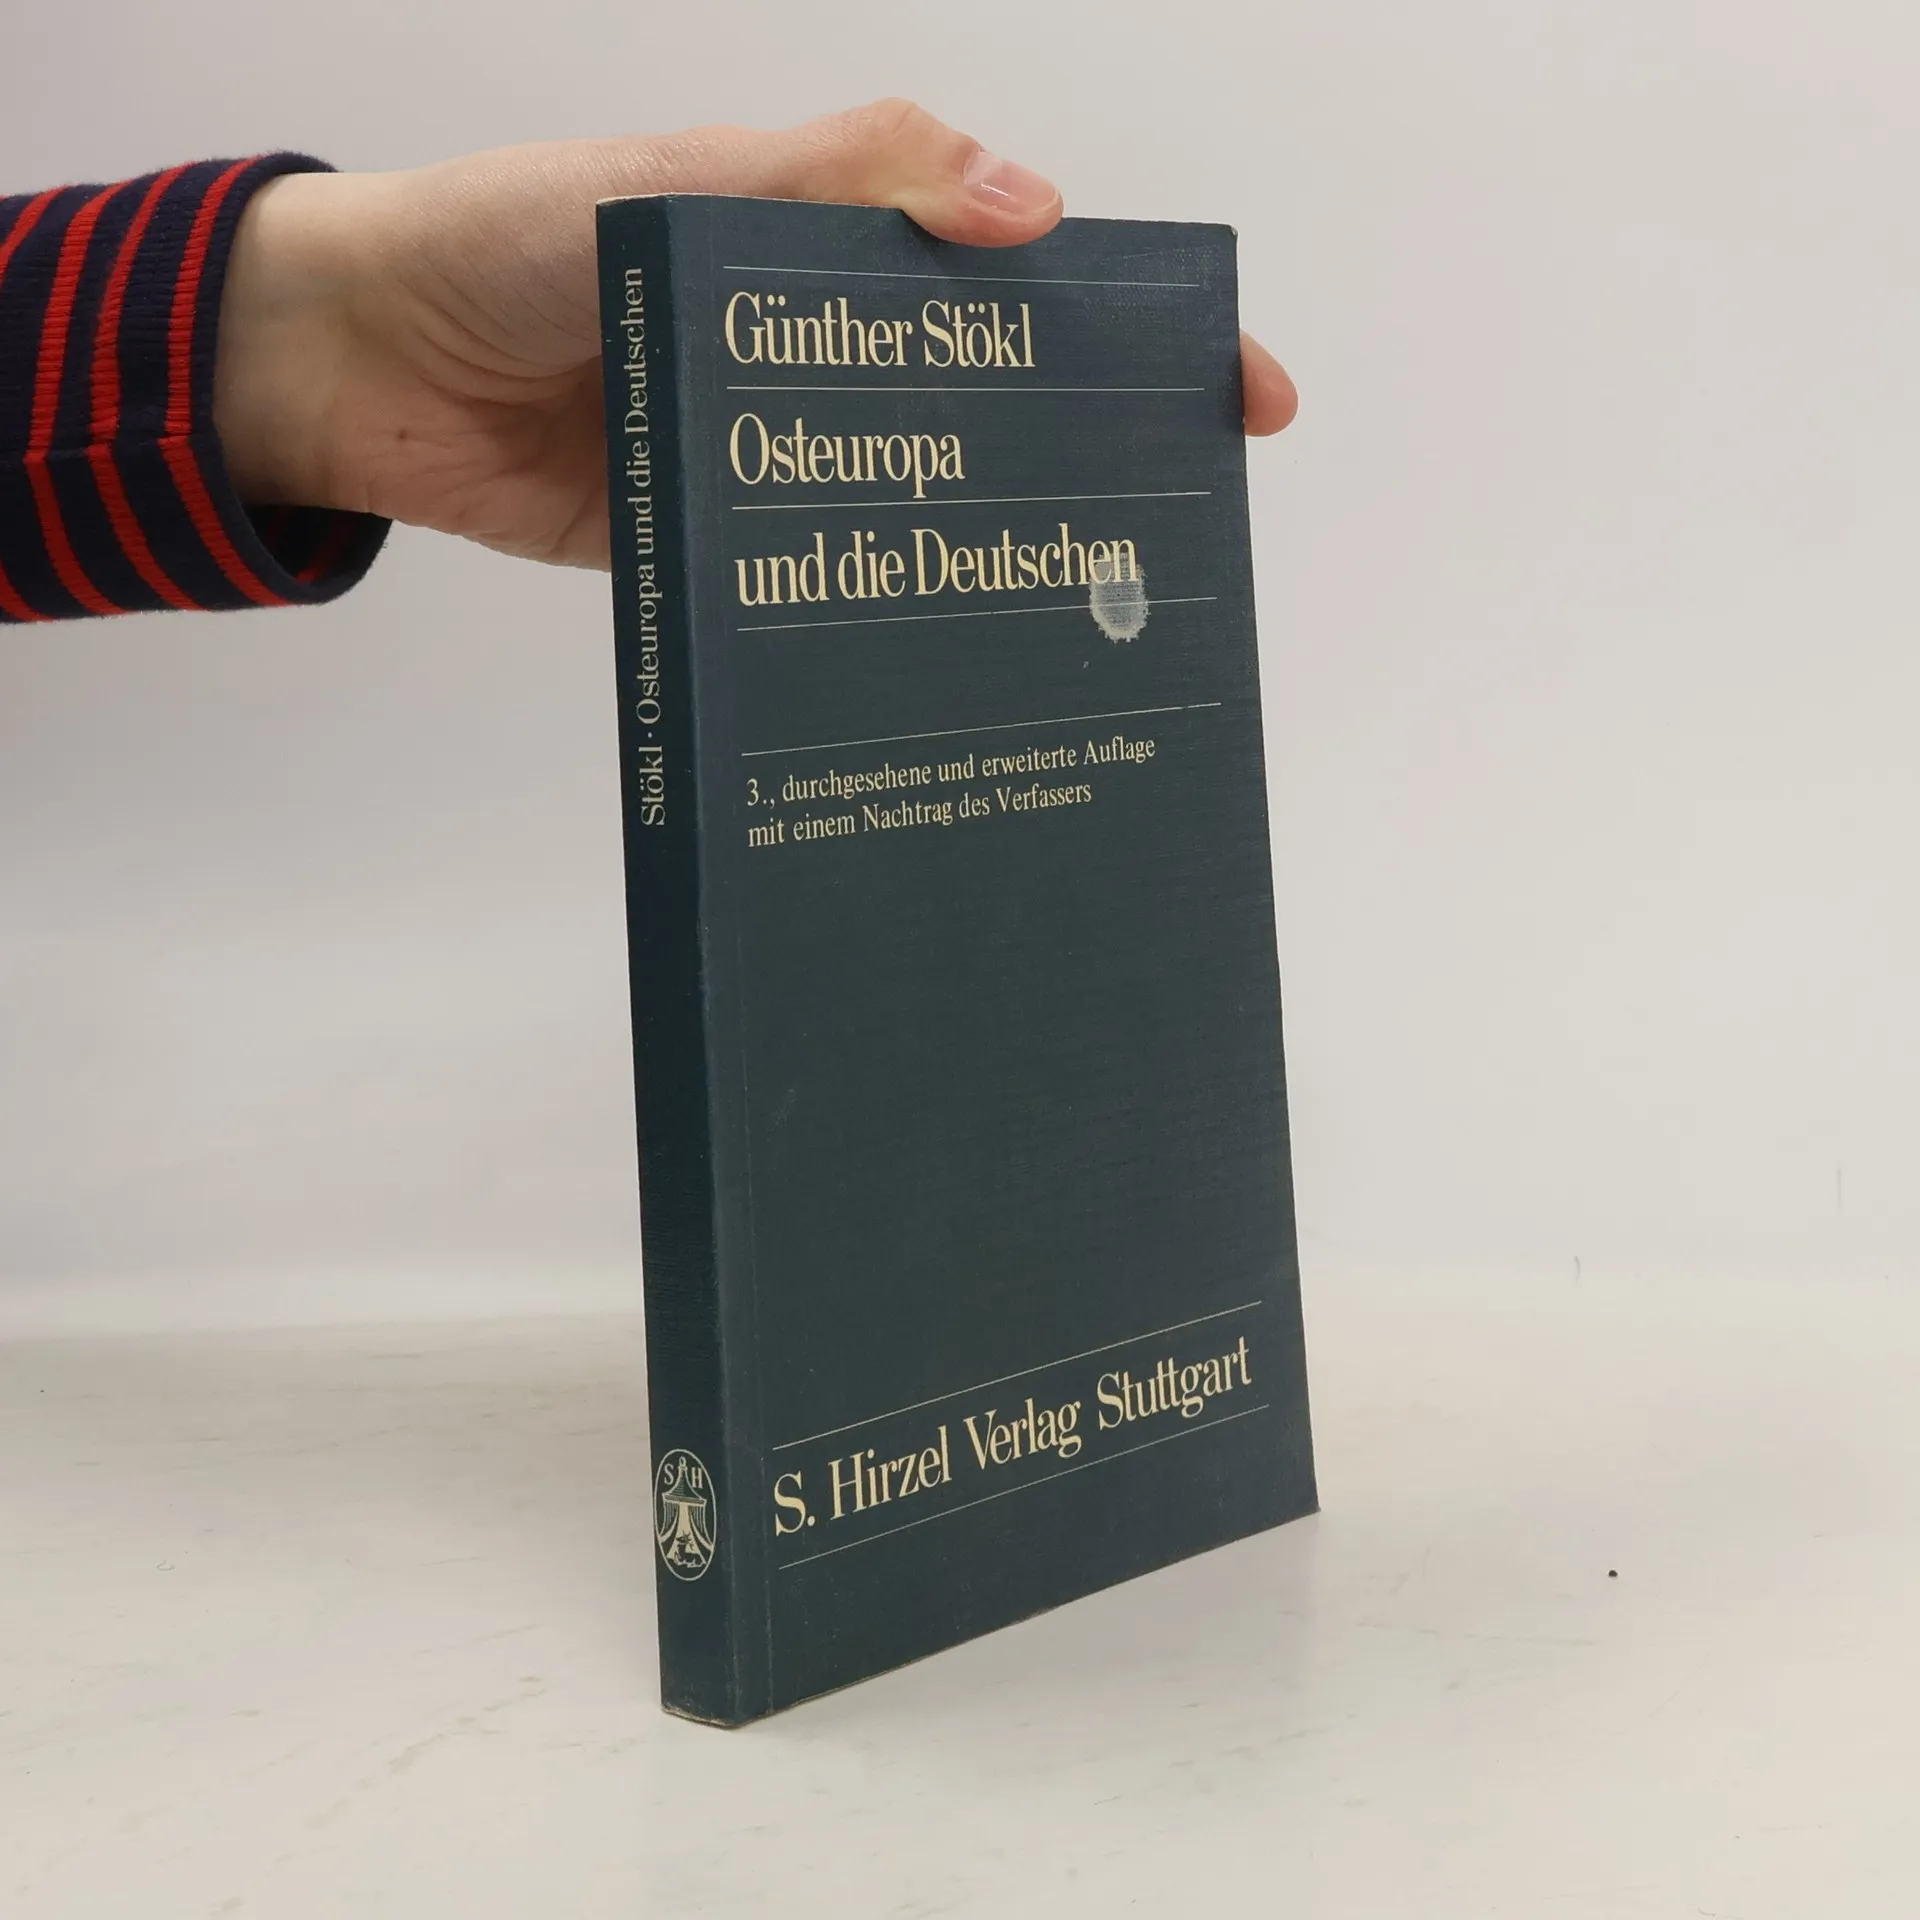 Günther Stökl
Osteuropa
und die Deutschen
3., durchgesehene und erweiterte Auflage
mit einem Nachtrag des Verfassers
S. Hirzel Verlag Stuttgart
Stökl · Osteuropa und die Deutschen
S H